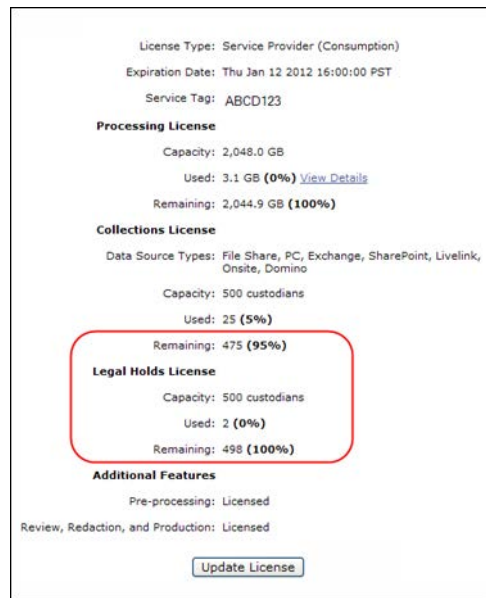 License Type: Service Provider (Consumption)
Expiration Date: Thu Jan 12 2012 16:00:00 PST
Service Tag: ABCD123
Processing License
Capacity: 2,048.0 GB
Used: 3.1 GB (0%) View Details
Remaining: 2,044.9 GB (100%)
Collections License
Data Source Types: File Share, PC, Exchange, SharePoint, Livelink,
Onsite, Domino
Capacity: 500 custodians
Used: 25 (5%)
Remaining: 475 (95%)
Legal Holds License
Capacity: 500 custodians
Used: 2 (0%)
Remaining: 498 (100%)
Additional Features
Pre-processing: Licensed
Review, Redaction, and Production: Licensed
Update License